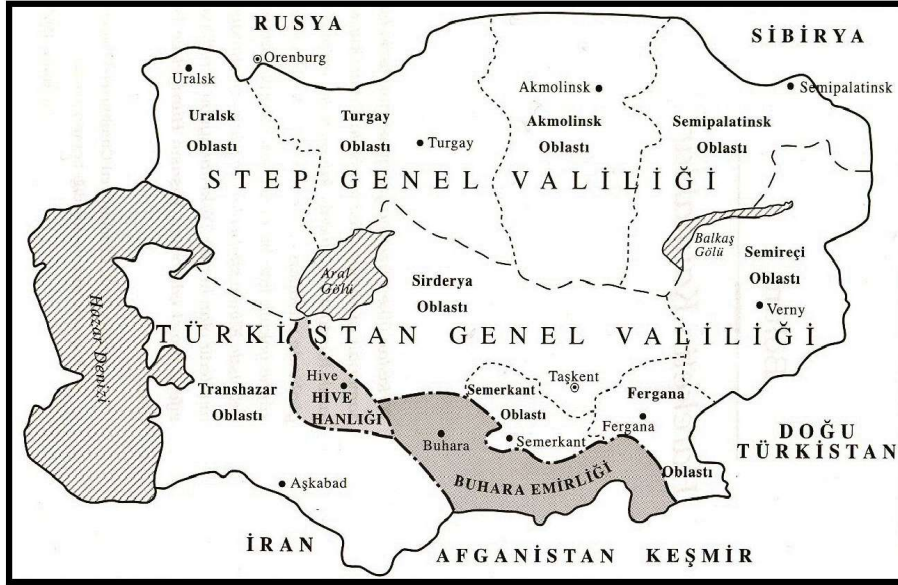 RUSYA
SİBİRYA
Orenburg
Uralsk
Akmolinsk
Semipalatinsk
Uralsk
Oblastı
Turgay
Oblastı
Turgay
Akmolinsk
Oblastı
Semipalatinsk
Oblastı
STEP GENEL VALİLİĞİ
Hazar Denizi
Aral
Gölü
Sirderya
Oblastı
Balkaş
Gölü
Semireçi
Oblastı
Verny
TÜRKİSTAN GENEL VALİLİĞİ
Transhazar
Oblastı
Hive
HİVE
HANLIĞI
Semerkant
Oblastı
Taşkent
Fergana
Fergana
Oblastı
Buhara
Semerkant
BUHARA EMİRLİĞİ
DOĞU
TÜRKİSTAN
Aşkabad
İRAN
AFGANİSTAN
KEŞMİR